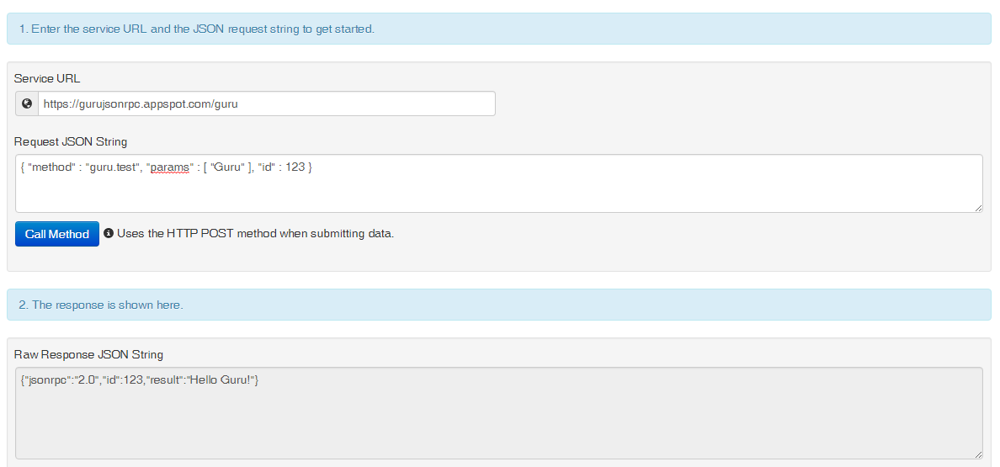 1. Enter the service URL and the JSON request string to get started.
Service URL
https://gurujsonrpc.appspot.com/guru
Request JSON String
{ "method" : "guru.test", "params" : [ "Guru" ], "id" : 123 }
Call Method Uses the HTTP POST method when submitting data.
2. The response is shown here.
Raw Response JSON String
{"jsonrpc":"2.0","id":123,"result":"Hello Guru!"}